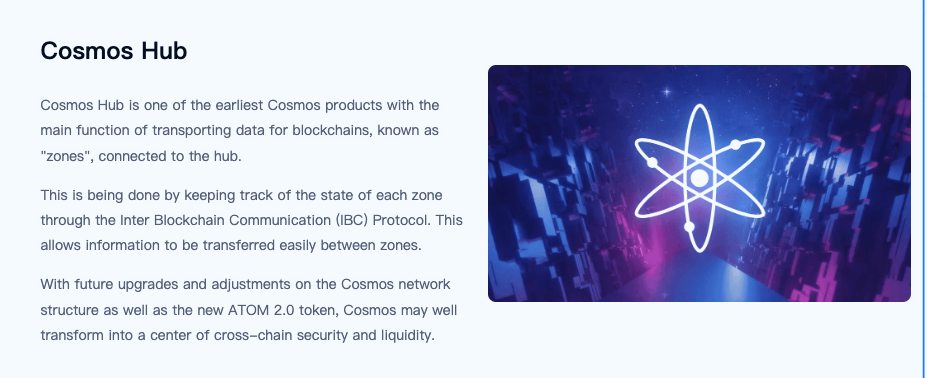 Cosmos Hub
Cosmos Hub is one of the earliest Cosmos products with the
main function of transporting data for blockchains, known as
"zones", connected to the hub.
This is being done by keeping track of the state of each zone
through the Inter Blockchain Communication (IBC) Protocol. This
allows information to be transferred easily between zones.
With future upgrades and adjustments on the Cosmos network
structure as well as the new ATOM 2.0 token, Cosmos may well
transform into a center of cross-chain security and liquidity.